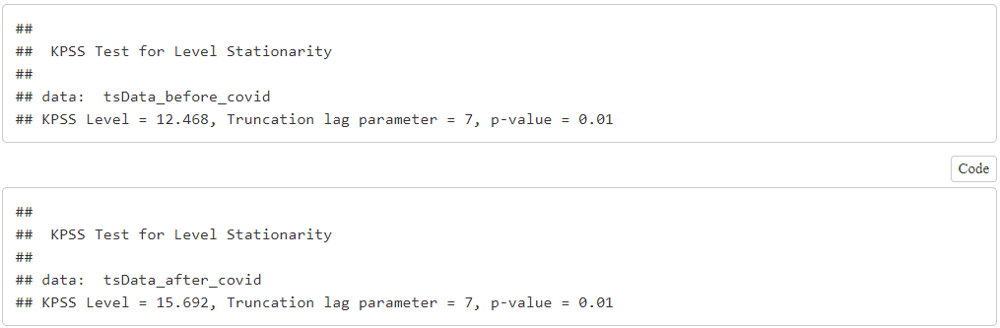 ##
##  KPSS Test for Level Stationarity
##
## data:  tsData_before_covid
## KPSS Level = 12.468, Truncation lag parameter = 7, p-value = 0.01
Code
##
##  KPSS Test for Level Stationarity
##
## data:  tsData_after_covid
## KPSS Level = 15.692, Truncation lag parameter = 7, p-value = 0.01